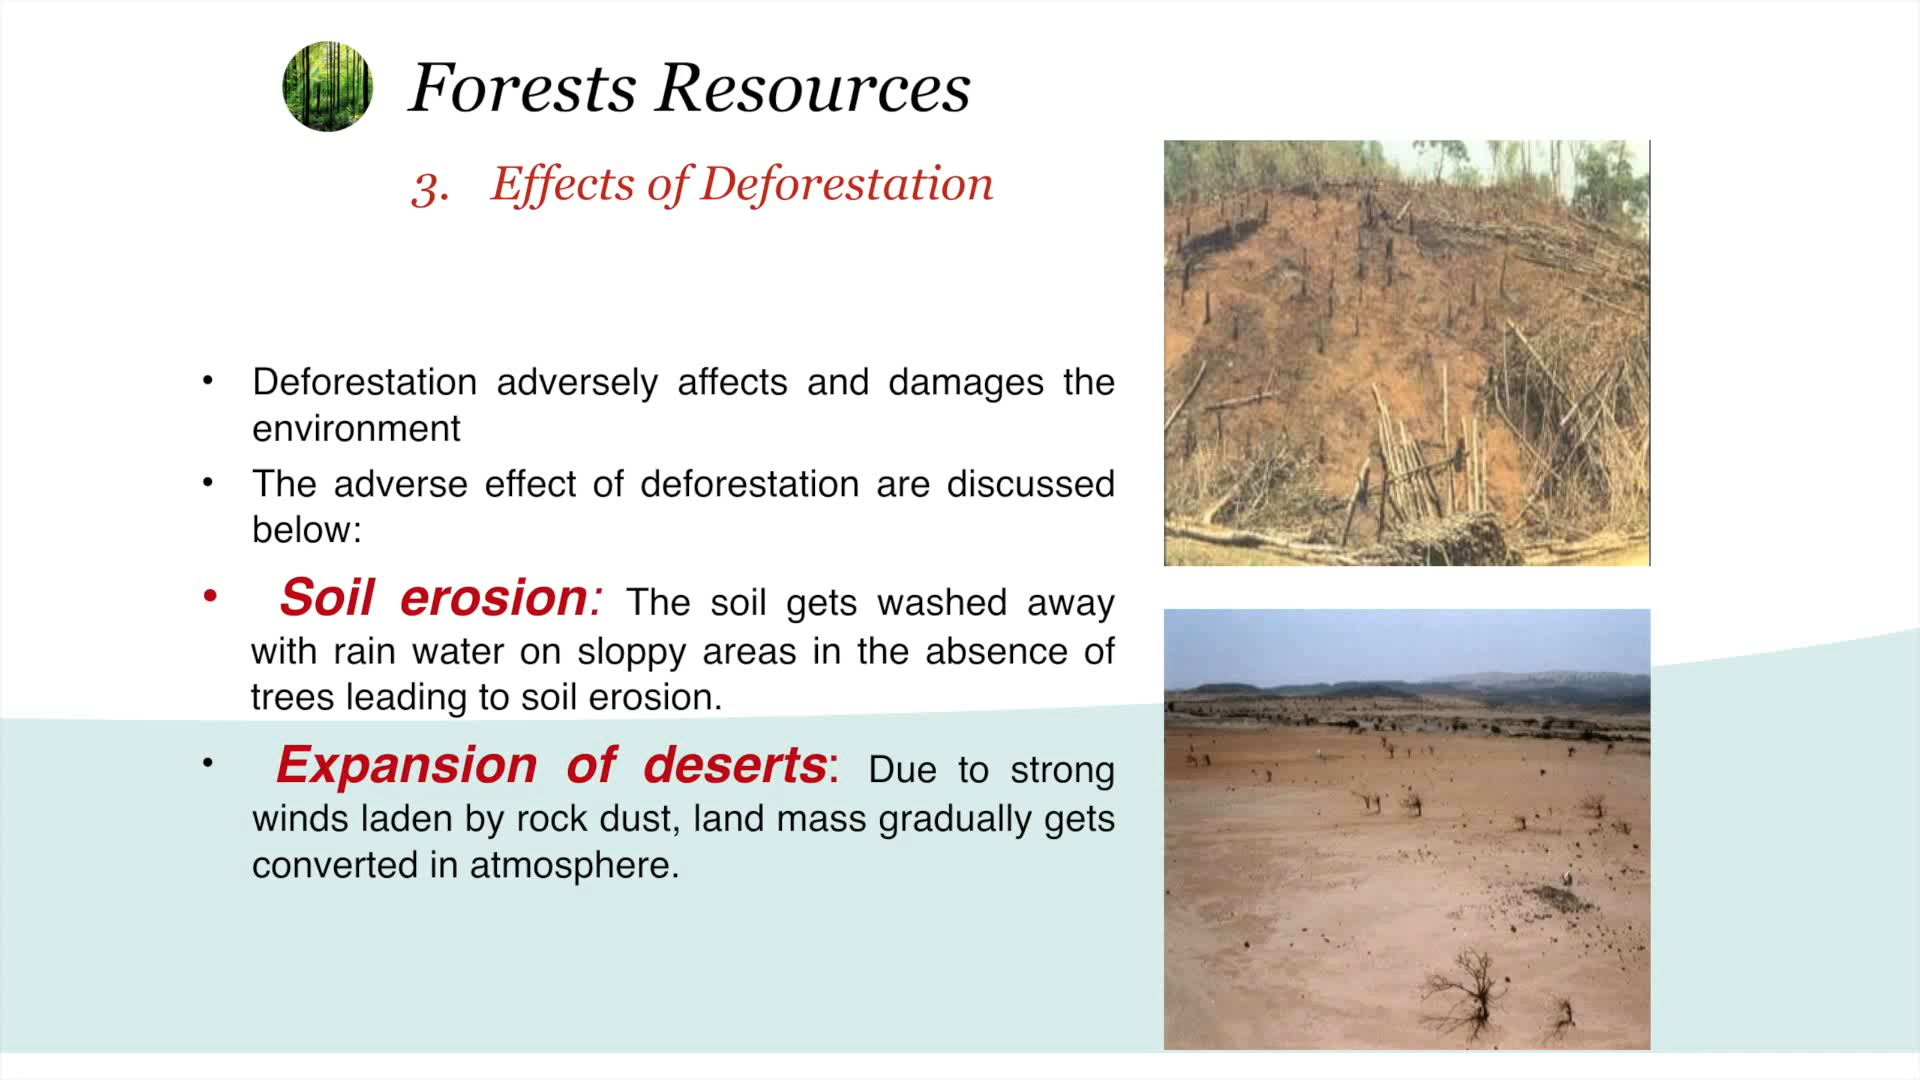 Forests Resources
3. Effects of Deforestation
• Deforestation adversely affects and damages the
environment
• The adverse effect of deforestation are discussed
below:
• Soil erosion: The soil gets washed away
with rain water on sloppy areas in the absence of
trees leading to soil erosion.
• Expansion of deserts: Due to strong
winds laden by rock dust, land mass gradually gets
converted in atmosphere.